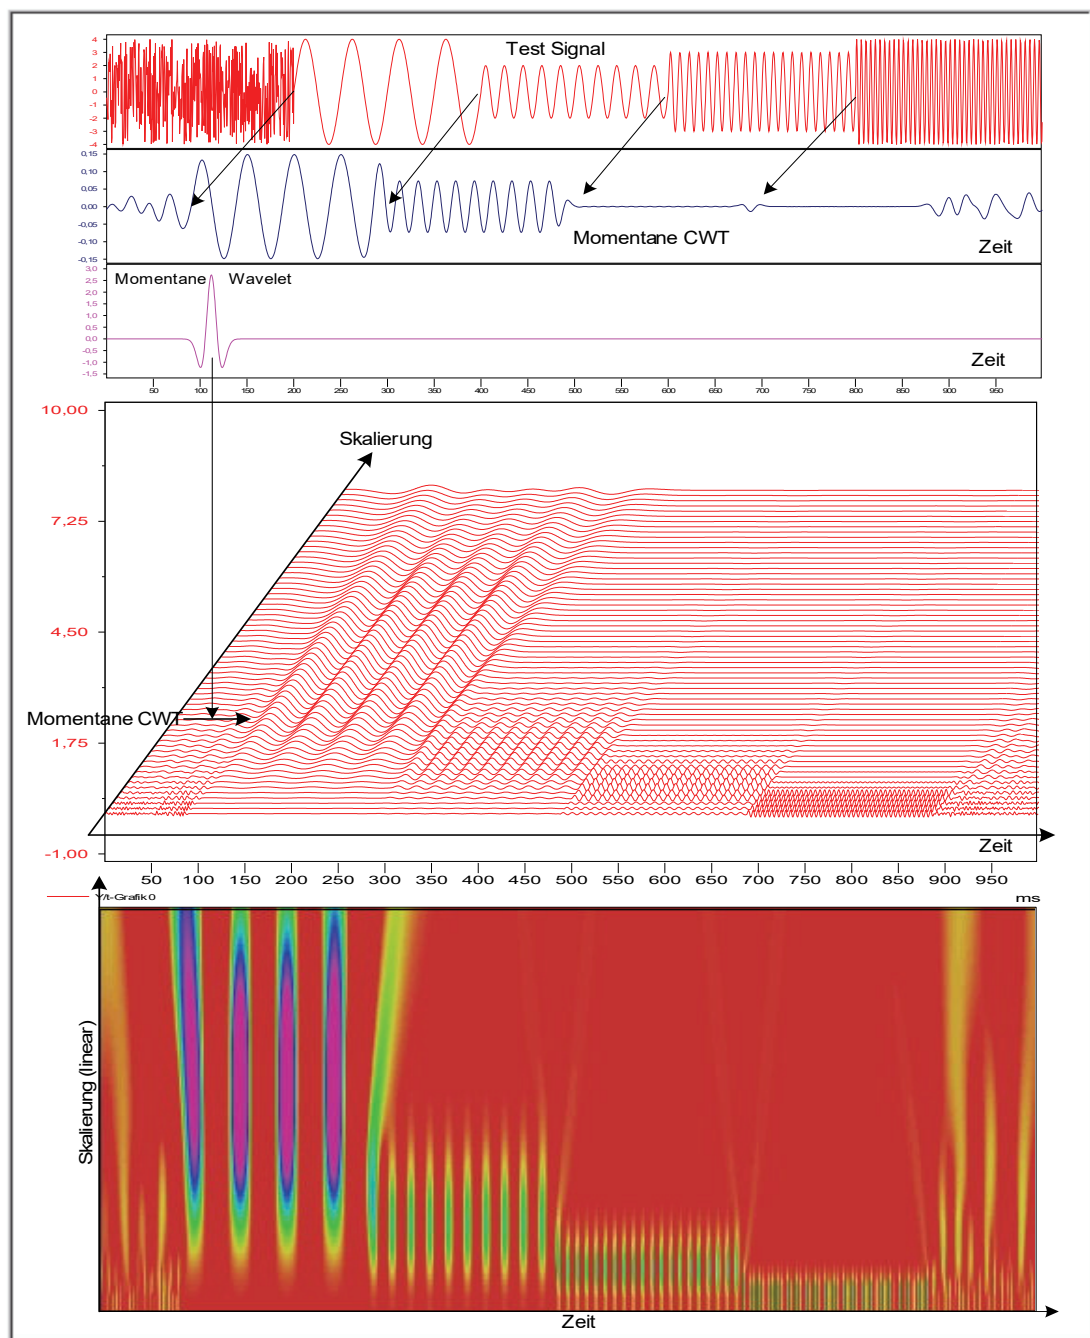 Test Signal
4
3
2
1
0
-1
-2
-3
-4
0,15
0,10
0,05
0,00
-0,05
-0,10
-0,15
Momentane CWT
Zeit
3,0
2,5
2,0
1,5
1,0
0,5
0,0
-0,5
-1,0
-1,5
Momentane Wavelet
Zeit
50 100 150 200 250 300 350 400 450 500 550 600 650 700 750 800 850 900 950
10,00
Skalierung
7,25
4,50
Momentane CWT
1,75
Zeit
-1,00
50 100 150 200 250 300 350 400 450 500 550 600 650 700 750 800 850 900 950
Y/t-Grafik0
ms
Skalierung (linear)
Zeit